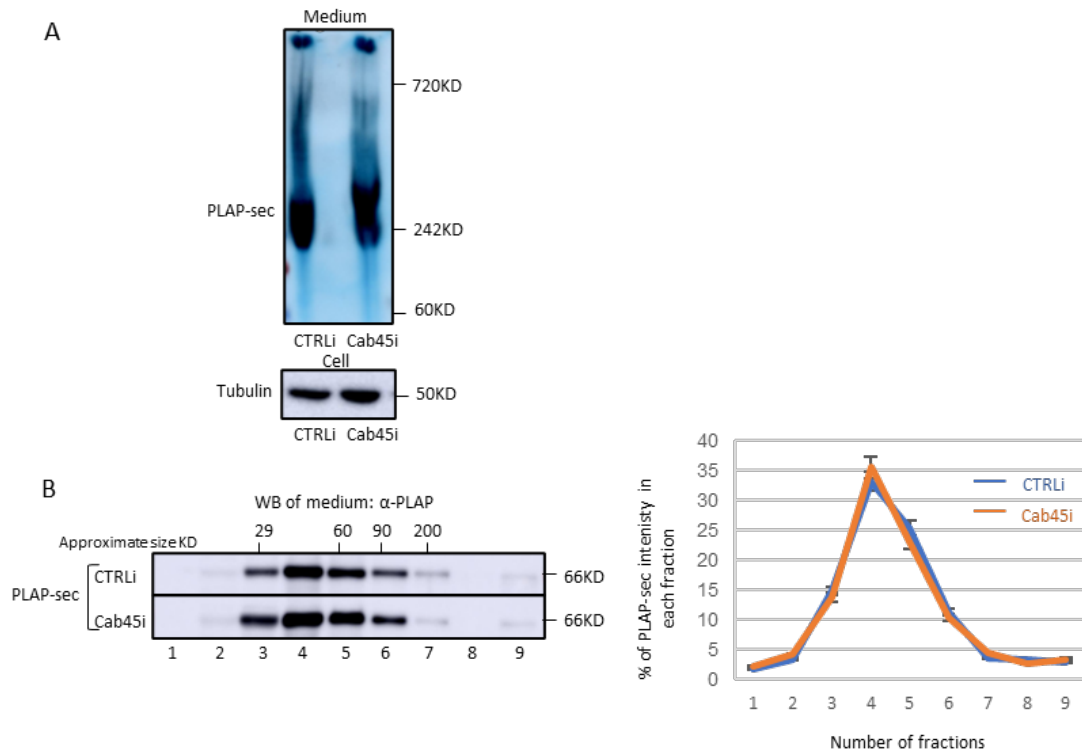 A
Medium
720KD
PLAP-sec
242KD
60KD
CTRLi Cab45i
Cell
Tubulin
50KD
CTRLi Cab45i
B
WB of medium: α-PLAP
29 60 90 200
Approximate size KD
PLAP-sec
CTRLi
66KD
Cab45i
66KD
1 2 3 4 5 6 7 8 9
% of PLAP-sec intenisty in
each fraction
40
35
30
25
20
15
10
5
0
CTRLi
Cab45i
1 2 3 4 5 6 7 8 9
Number of fractions